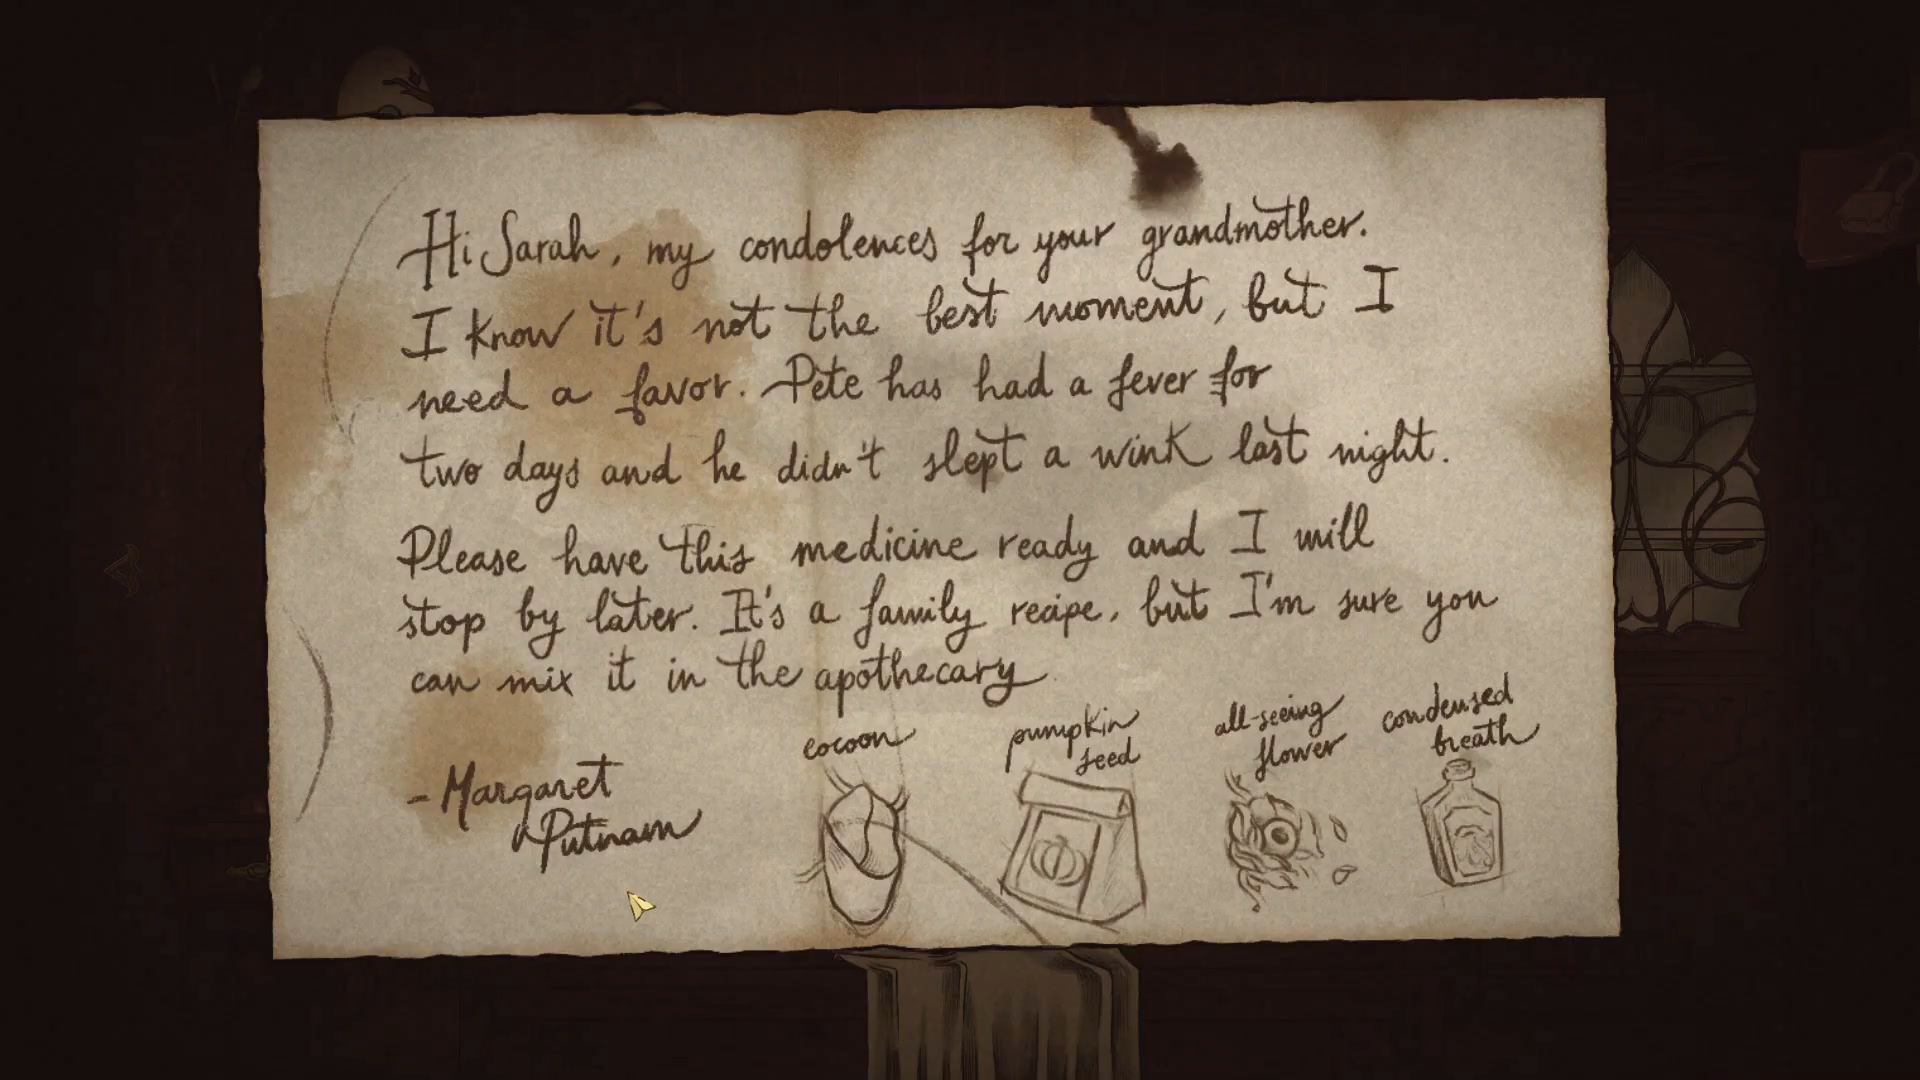 Hi Sarah, my condolences for your grandmother.
I know it's not the best moment, but I
need a favor. Pete has had a fever for
two days and he didn't slept a wink last night.
Please have this medicine ready and I will
stop by later. It's a family recipe, but I'm sure you
can mix it in the apothecary
- Margaret
Putnam
cocoon
pumpkin
seed
all-seeing
flower
condensed
breath